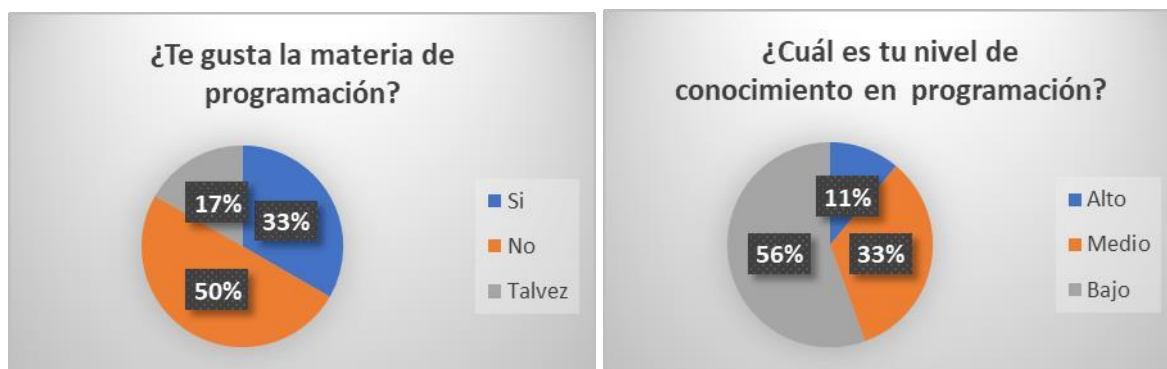 ¿Te gusta la materia de
programación?
17%
33%
50%
Si
No
Talvez
¿Cuál es tu nivel de
conocimiento en programación?
11%
56%
33%
Alto
Medio
Bajo